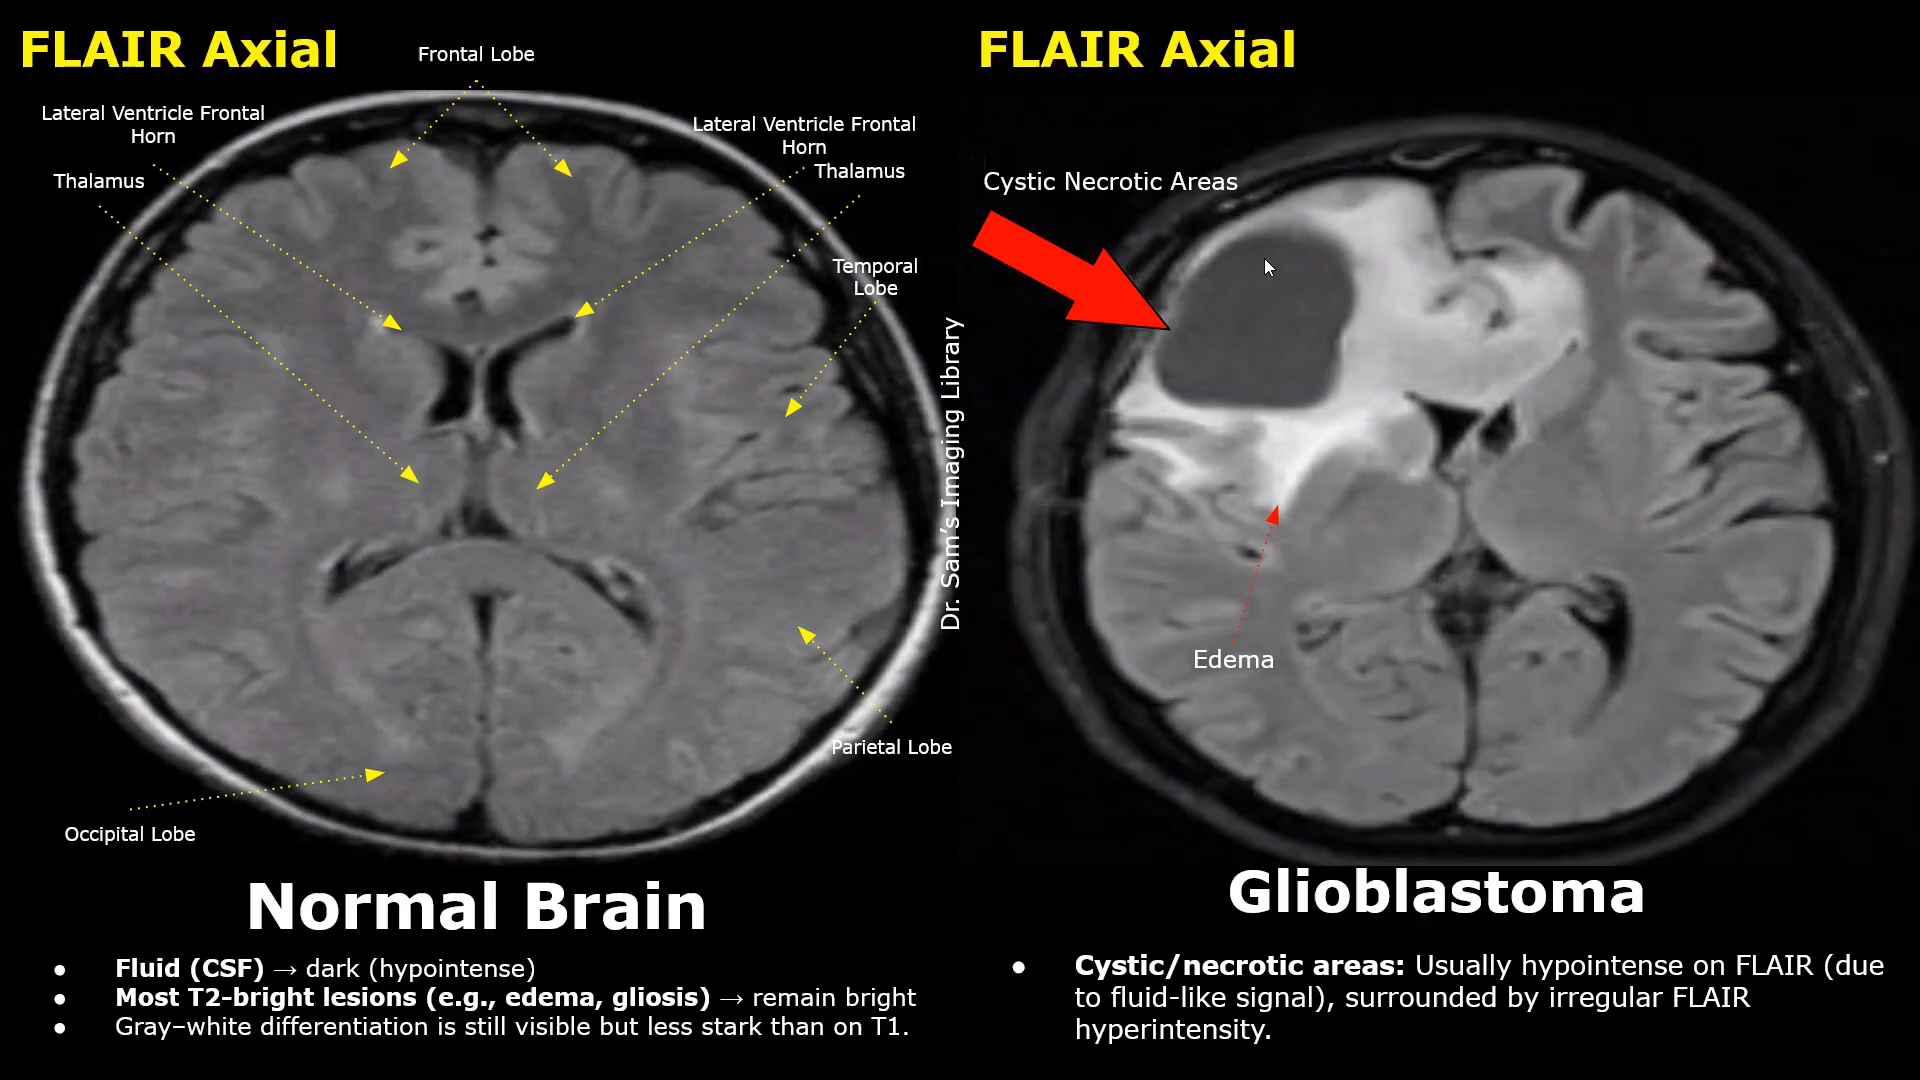 FLAIR Axial
Frontal Lobe
Lateral Ventricle Frontal
Horn
Thalamus
Lateral Ventricle Frontal
Horn
Thalamus
Temporal
Lobe
Parietal Lobe
Occipital Lobe
Normal Brain
● Fluid (CSF) → dark (hypointense)
● Most T2-bright lesions (e.g., edema, gliosis) → remain bright
● Gray–white differentiation is still visible but less stark than on T1.
Dr. Sam's Imaging Library
FLAIR Axial
Cystic Necrotic Areas
Edema
Glioblastoma
● Cystic/necrotic areas: Usually hypointense on FLAIR (due
to fluid-like signal), surrounded by irregular FLAIR
hyperintensity.